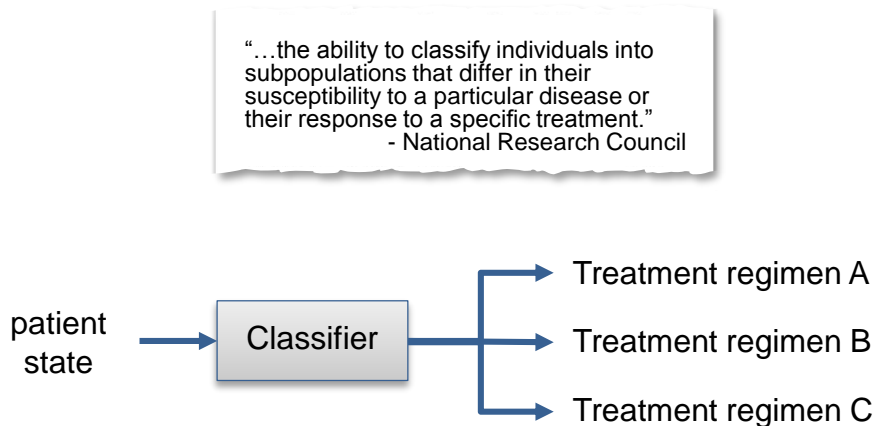 “…the ability to classify individuals into
subpopulations that differ in their
susceptibility to a particular disease or
their response to a specific treatment.”
- National Research Council
Treatment regimen A
patient
state
Classifier
Treatment regimen B
Treatment regimen C